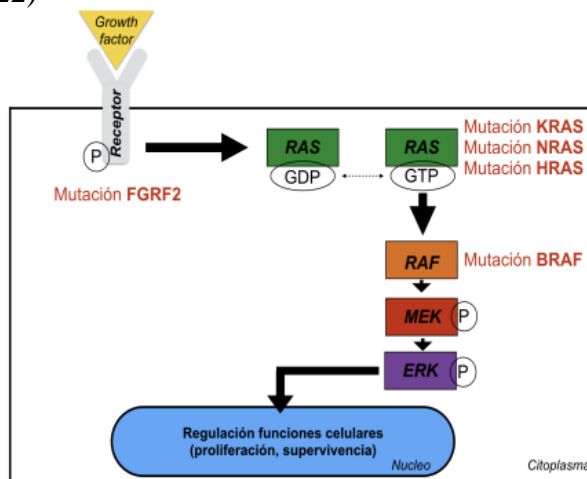 22)
Growth
factor
Receptor
P
Mutación FGRF2
RAS
GDP
RAS
GTP
Mutación KRAS
Mutación NRAS
Mutación HRAS
RAF
Mutación BRAF
MEK
P
ERK
P
Regulación funciones celulares
(proliferación, supervivencia)
Nucleo
Citoplasma